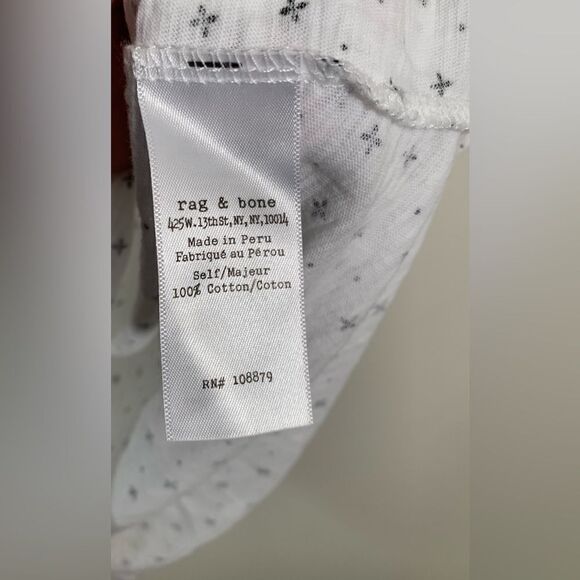 rag & bone
425W.13thSt,NY,NY,10014
Made in Peru
Fabriqué au Pérou
Self/Majeur
100% Cotton/Coton
RN# 108879